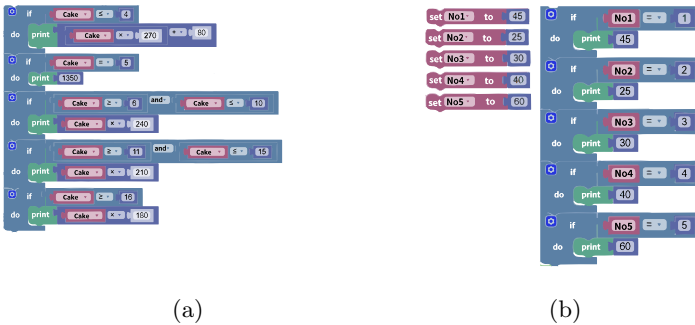 if Cake ≤ 4
do print Cake × 270 + 80
if Cake = 5
do print 1350
if Cake ≥ 6 and Cake ≤ 10
do print Cake × 240
if Cake ≥ 11 and Cake ≤ 15
do print Cake × 210
if Cake ≥ 16
do print Cake × 180
(a)
set No1 to 45
set No2 to 25
set No3 to 30
set No4 to 40
set No5 to 60
if No1 = 1
do print 45
if No2 = 2
do print 25
if No3 = 3
do print 30
if No4 = 4
do print 40
if No5 = 5
do print 60
(b)